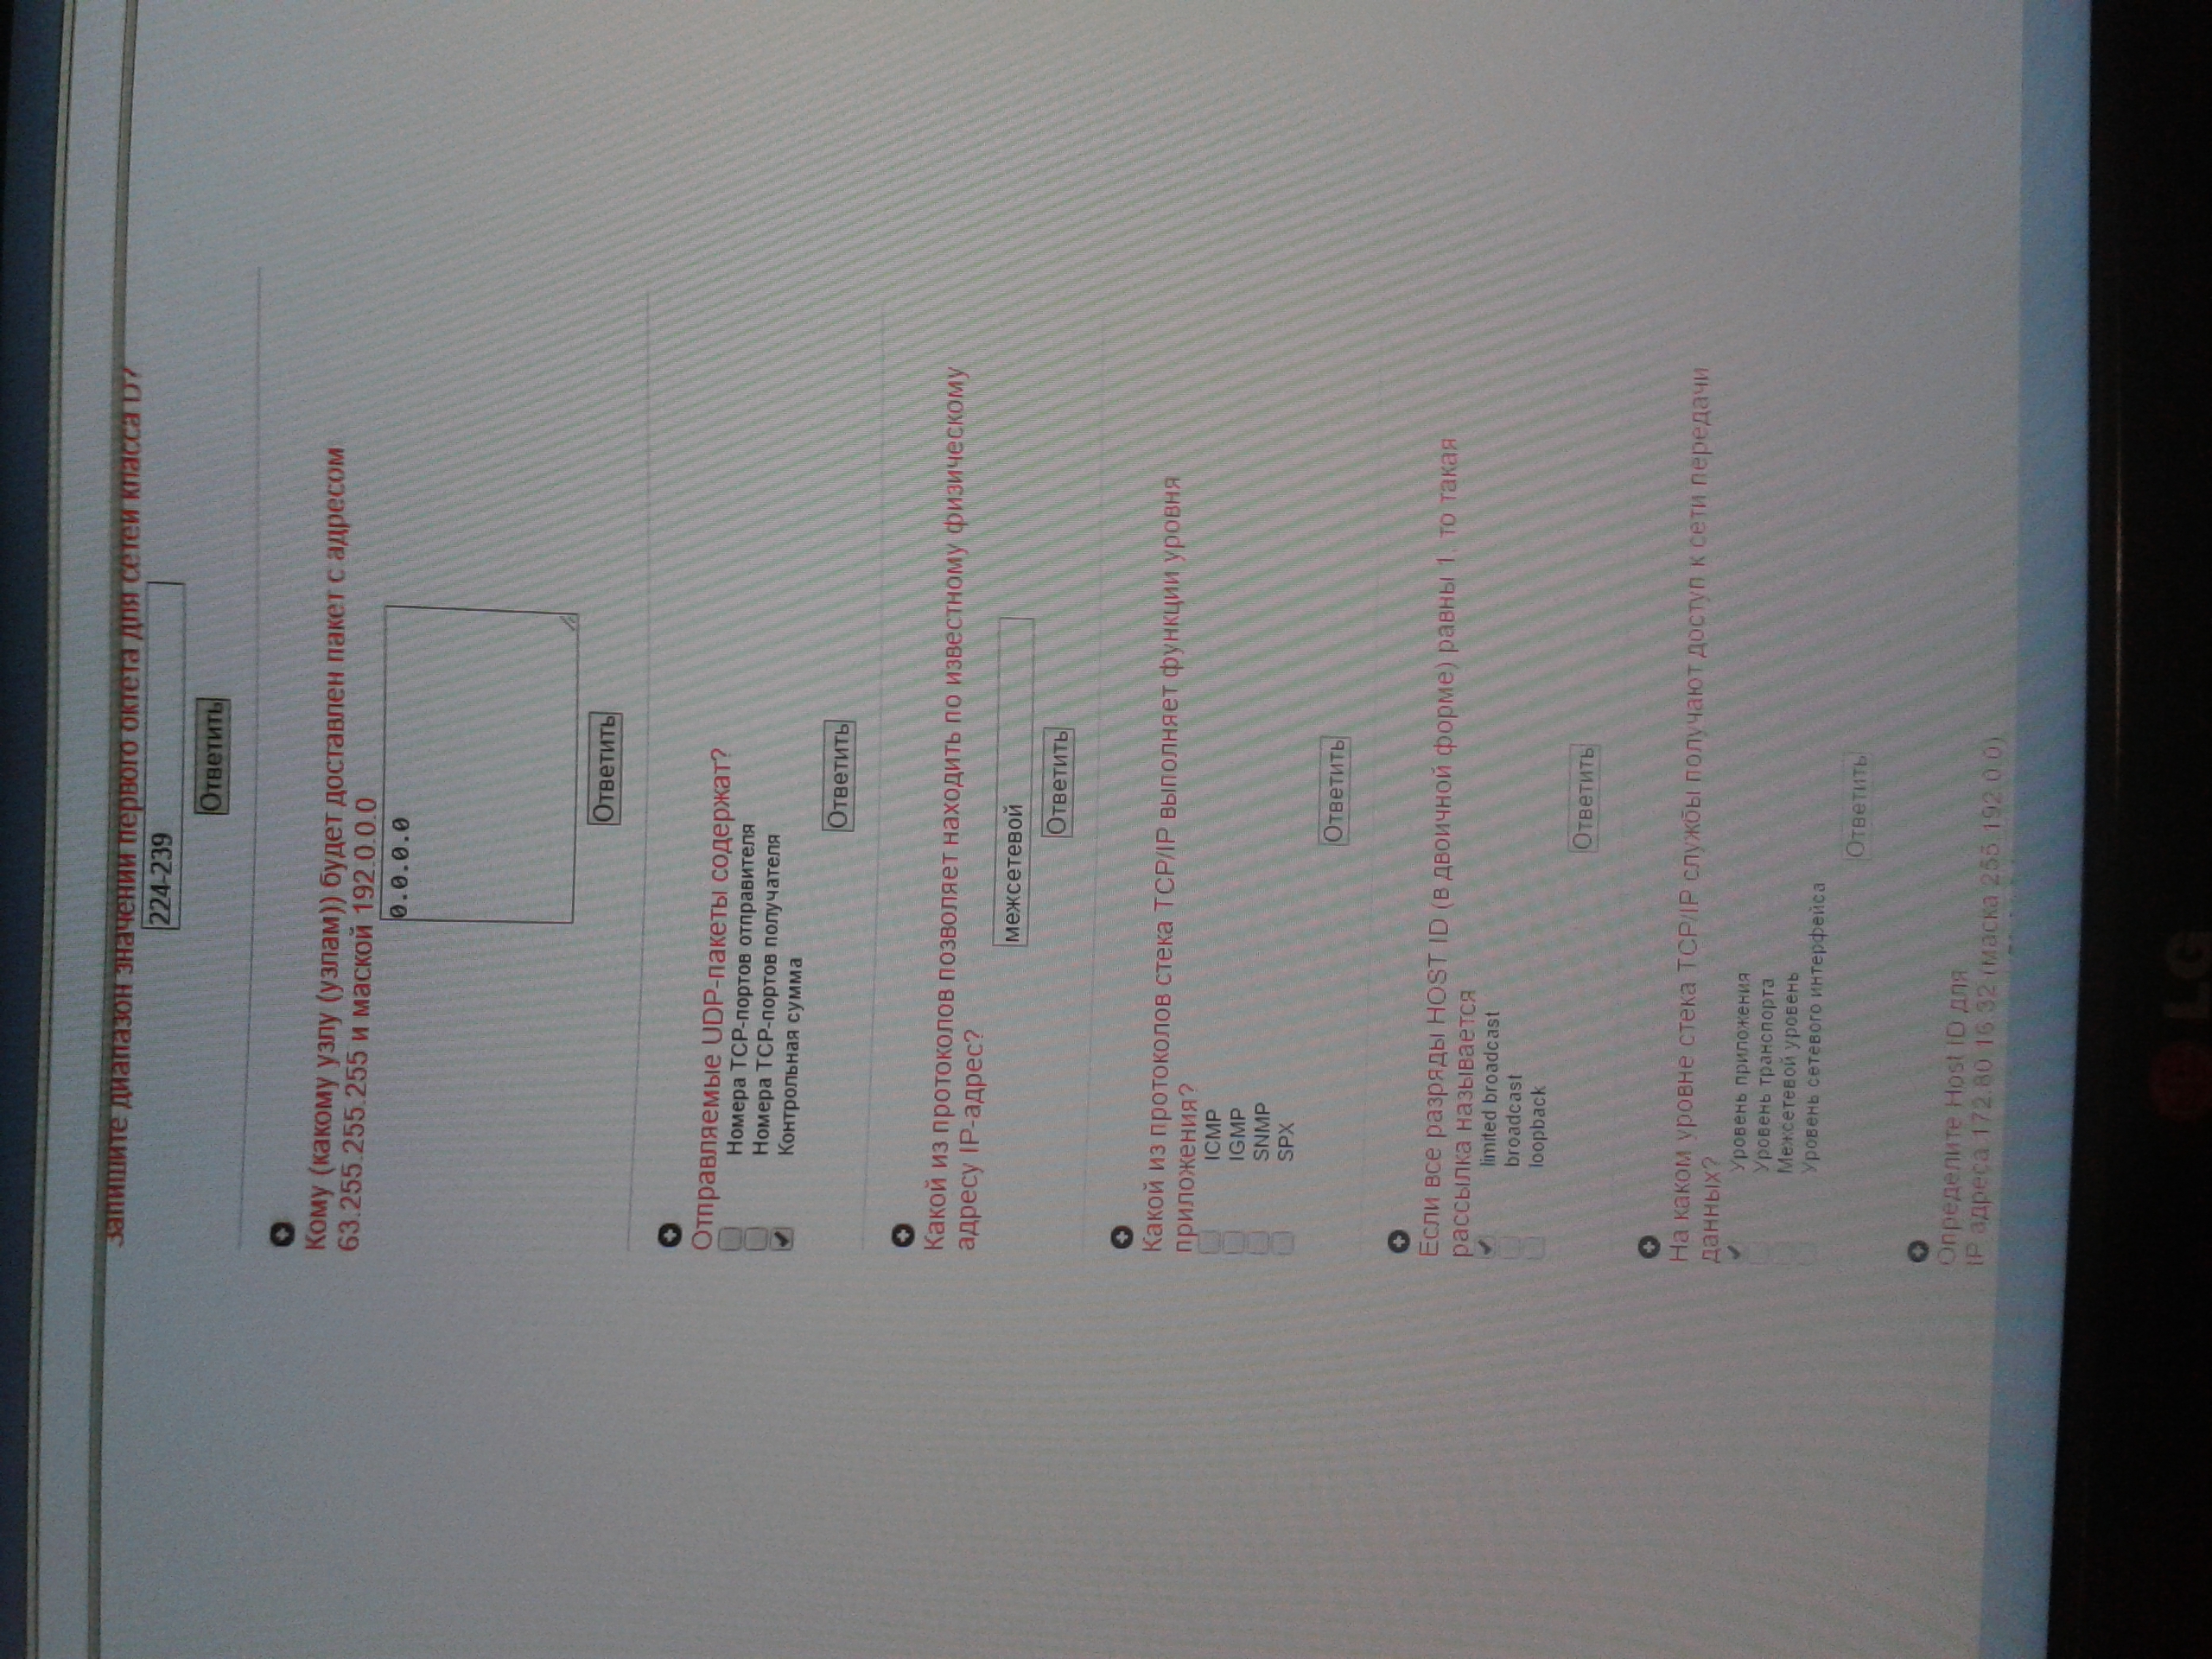 Запишите диапазон значений первого октета для сетей класса D?
224-239
Ответить
Кому (какому узлу (узлам)) будет доставлен пакет с адресом
63.255.255.255 и маской 192.0.0.0
0.0.0.0
Ответить
Отправляемые UDP-пакеты содержат?
Номера TCP-портов отправителя
Номера TCP-портов получателя
Контрольная сумма
Ответить
Какой из протоколов позволяет находить по известному физическому
адресу IP-адрес?
межсетевой
Ответить
Какой из протоколов стека TCP/IP выполняет функции уровня
приложения?
ICMP
IGMP
SNMP
SPX
Ответить
Если все разряды HOST ID (в двоичной форме) равны 1, то такая
рассылка называется
limited broadcast
broadcast
loopback
Ответить
На каком уровне стека TCP/IP службы получают доступ к сети передачи
данных?
Уровень приложения
Уровень транспорта
Межсетевой уровень
Уровень сетевого интерфейса
Ответить
Определите Host ID для
IP адреса 172.80.16.32 (маска 255.192.0.0)
LG